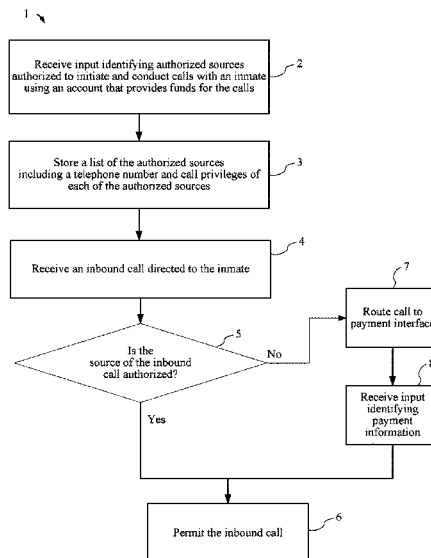 1
Receive input identifying authorized sources
authorized to initiate and conduct calls with an inmate
using an account that provides funds for the calls
2
Store a list of the authorized sources
including a telephone number and call privileges of
each of the authorized sources
3
4
Receive an inbound call directed to the inmate
5
Is the
source of the inbound
call authorized?
No
Yes
7
Route call to
payment interface
8
Receive input
identifying
payment
information
6
Permit the inbound call